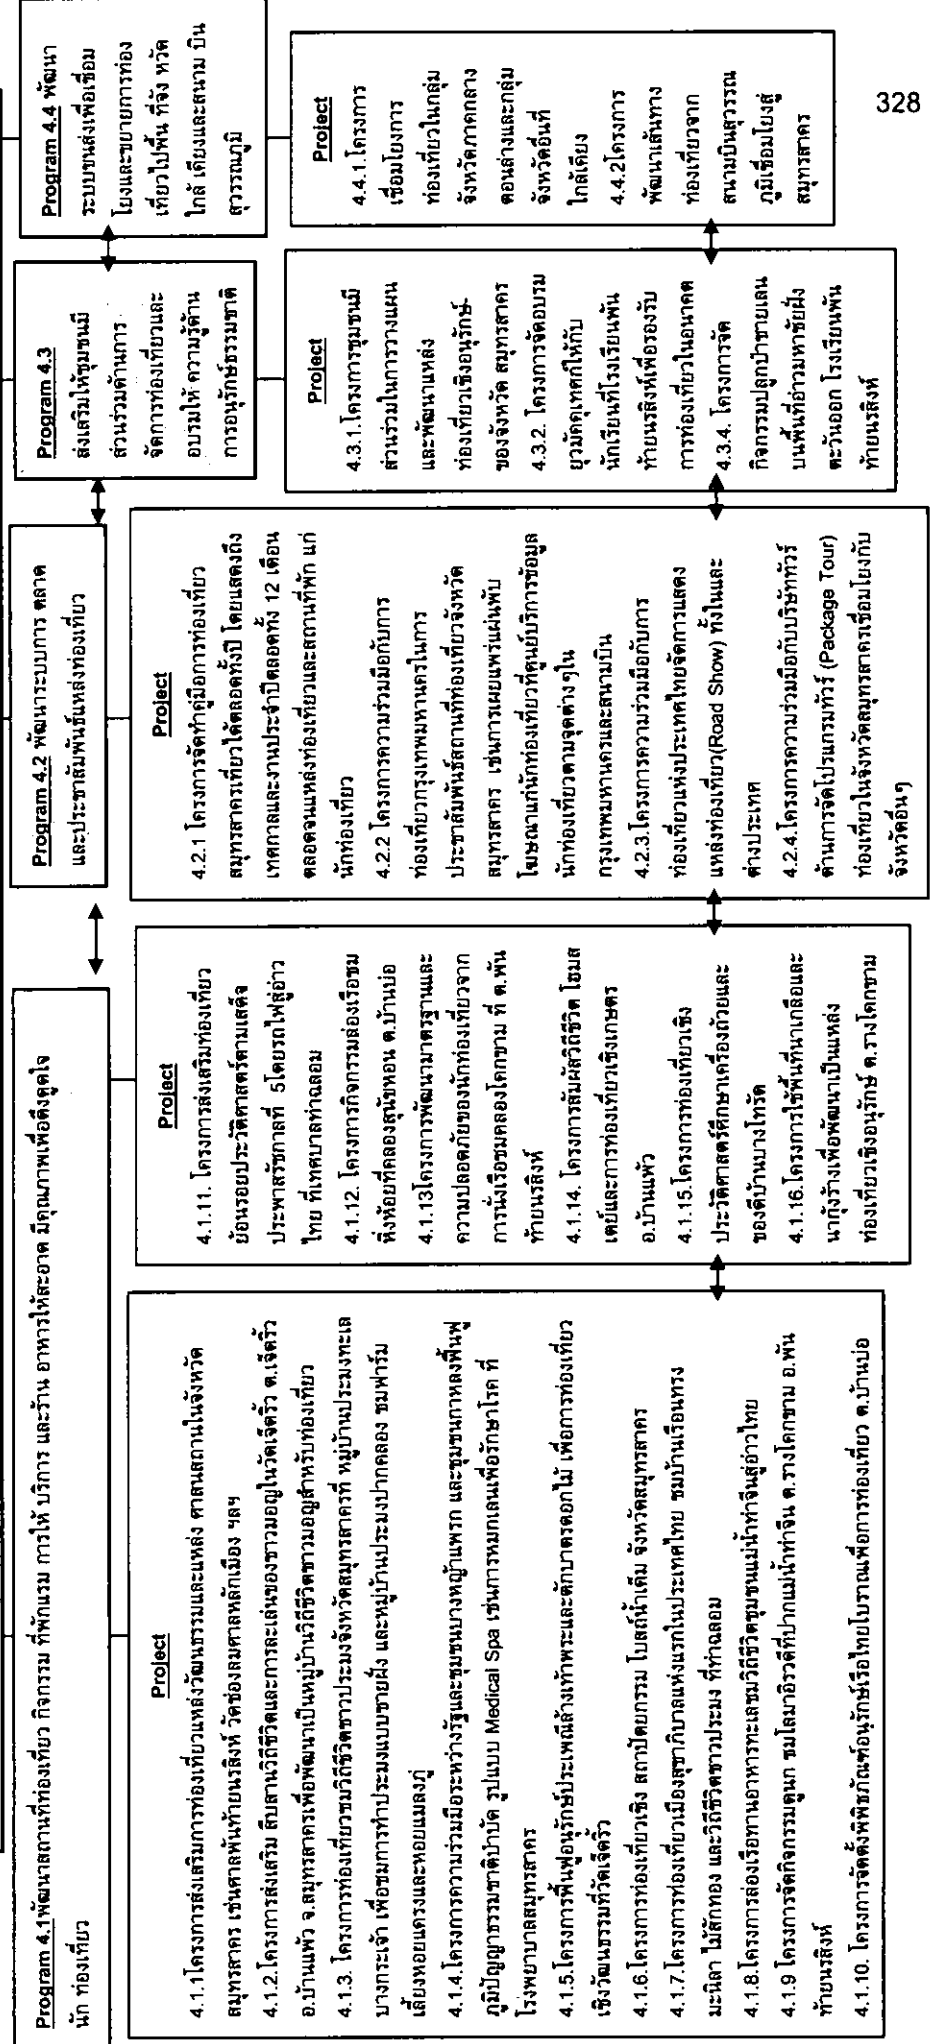 Program 4.1พัฒนาสถานที่ท่องเที่ยว กิจกรรม ที่พักแรม การให้ บริการ และร้าน อาหารให้สะอาด มีคุณภาพเพื่อดึงดูดใจ
นัก ท่องเที่ยว
Project
4.1.1โครงการส่งเสริมการท่องเที่ยวแหล่งวัฒนธรรมและแหล่ง ศาสนสถานในจังหวัด
สมุทรสาคร เช่นศาลพันท้ายนรสิงห์ วัดช่องลมศาลหลักเมือง ฯลฯ
4.1.2.โครงการส่งเสริม สืบสานวิถีชีวิตและการละเล่นของชาวมอญในวัดเจ็ดริ้ว ต.เจ็ดริ้ว
อ.บ้านแพ้ว จ.สมุทรสาครเพื่อพัฒนาเป็นหมู่บ้านวิถีชีวิตชาวมอญสำหรับท่องเที่ยว
4.1.3. โครงการท่องเที่ยวชมวิถีชีวิตชาวประมงจังหวัดสมุทรสาครที่ หมู่บ้านประมงทะเล
บางกระเจ้า เพื่อชมการทำประมงแบบชายฝั่ง และหมู่บ้านประมงปากคลอง ชมฟาร์ม
เลี้ยงหอยแครงและหอยแมลงภู่
4.1.4.โครงการความร่วมมือระหว่างรัฐและชุมชนบางหญ้าแพรก และชุมชนกาหลงฟื้นฟู
ภูมิปัญญาธรรมชาติบำบัด รูปแบบ Medical Spa เช่นการหมกเลนเพื่อรักษาโรค ที่
โรงพยาบาลสมุทรสาคร
4.1.5.โครงการฟื้นฟูอนุรักษ์ประเพณีล้างเท้าพระและตักบาตรดอกไม้ เพื่อการท่องเที่ยว
เชิงวัฒนธรรมที่วัดเจ็ดริ้ว
4.1.6.โครงการท่องเที่ยวเชิง สถาปัตยกรรม โบสถ์น้ำเต็ม จังหวัดสมุทรสาคร
4.1.7.โครงการท่องเที่ยวเมืองสุขาภิบาลแห่งแรกในประเทศไทย ชมบ้านเรือนทรง
มะนิลา ไม้สักทอง และวิถีชีวิตชาวประมง ที่ท่าฉลอม
4.1.8.โครงการล่องเรือทานอาหารทะเลชมวิถีชีวิตชุมชนแม่น้ำท่าจีนสู่อ่าวไทย
4.1.9 โครงการจัดกิจกรรมดูนก ชมโลมาอิรวดีที่ปากแม่น้ำท่าจีน ต.รางโคกขาม อ.พัน
ท้ายนรสิงห์
4.1.10. โครงการจัดตั้งพิพิธภัณฑ์อนุรักษ์เรือไทยโบราณเพื่อการท่องเที่ยว ต.บ้านบ่อ
Project
4.1.11. โครงการส่งเสริมท่องเที่ยว
ย้อนรอยประวัติศาสตร์ตามเสด็จ
ประพาสรัชกาลที่ 5โดยรถไฟสู่อ่าว
ไทย ที่เทศบาลท่าฉลอม
4.1.12. โครงการกิจกรรมล่องเรือชม
หิ่งห้อยที่คลองสุนัขหอน ต.บ้านบ่อ
4.1.13โครงการพัฒนามาตรฐานและ
ความปลอดภัยของนักท่องเที่ยวจาก
การนั่งเรือชมคลองโคกขาม ที่ ต.พัน
ท้ายนรสิงห์
4.1.14. โครงการสัมผัสวิถีชีวิต โฮมส
เตย์และการท่องเที่ยวเชิงเกษตร
อ.บ้านแพ้ว
4.1.15.โครงการท่องเที่ยวเชิง
ประวัติศาสตร์ศึกษาเครื่องถ้วยและ
ของดีบ้านบางโทรัด
4.1.16.โครงการใช้พื้นที่นาเกลือและ
นากุ้งร้างเพื่อพัฒนาเป็นแหล่ง
ท่องเที่ยวเชิงอนุรักษ์ ต.รางโคกขาม
Program 4.2 พัฒนาระบบการ ตลาด
และประชาสัมพันธ์แหล่งท่องเที่ยว
Project
4.2.1 โครงการจัดทำคู่มือการท่องเที่ยว
สมุทรสาครเที่ยวได้ตลอดทั้งปี โดยแสดงถึง
เทศกาลและงานประจำปีตลอดทั้ง 12 เดือน
ตลอดจนแหล่งท่องเที่ยวและสถานที่พัก แก่
นักท่องเที่ยว
4.2.2 โครงการความร่วมมือกับการ
ท่องเที่ยวกรุงเทพมหานครในการ
ประชาสัมพันธ์สถานที่ท่องเที่ยวจังหวัด
สมุทรสาคร เช่นการเผยแพร่แผ่นพับ
โฆษณาแก่นักท่องเที่ยวที่ศูนย์บริการข้อมูล
นักท่องเที่ยวตามจุดต่างๆใน
กรุงเทพมหานครและสนามบิน
4.2.3.โครงการความร่วมมือกับการ
ท่องเที่ยวแห่งประเทศไทยจัดการแสดง
แหล่งท่องเที่ยว(Road Show) ทั้งในและ
ต่างประเทศ
4.2.4.โครงการความร่วมมือกับบริษัททัวร์
ด้านการจัดโปรแกรมทัวร์ (Package Tour)
ท่องเที่ยวในจังหวัดสมุทรสาครเชื่อมโยงกับ
จังหวัดอื่นๆ
Program 4.3
ส่งเสริมให้ชุมชนมี
ส่วนร่วมด้านการ
จัดการท่องเที่ยวและ
อบรมให้ ความรู้ด้าน
การอนุรักษ์ธรรมชาติ
Project
4.3.1.โครงการชุมชนมี
ส่วนร่วมในการวางแผน
และพัฒนาแหล่ง
ท่องเที่ยวเชิงอนุรักษ์-
ของจังหวัด สมุทรสาคร
4.3.2. โครงการจัดอบรม
ยุวมัคคุเทศก์ให้กับ
นักเรียนที่โรงเรียนพัน
ท้ายนรสิงห์เพื่อรองรับ
การท่องเที่ยวในอนาคต
4.3.4. โครงการจัด
กิจกรรมปลูกป่าชายเลน
บนพื้นที่อ่าวมหาชัยฝั่ง
ตะวันออก โรงเรียนพัน
ท้ายนรสิงห์
Program 4.4 พัฒนา
ระบบขนส่งเพื่อเชื่อม
โยงและขยายการท่อง
เที่ยวไปพื้น ที่จัง หวัด
ใกล้ เคียงและสนาม บิน
สุวรรณภูมิ
Project
4.4.1.โครงการ
เชื่อมโยงการ
ท่องเที่ยวในกลุ่ม
จังหวัดภาคกลาง
ตอนล่างและกลุ่ม
จังหวัดอื่นที่
ใกล้เคียง
4.4.2โครงการ
พัฒนาเส้นทาง
ท่องเที่ยวจาก
สนามบินสุวรรณ
ภูมิเชื่อมโยงสู่
สมุทรสาคร
328